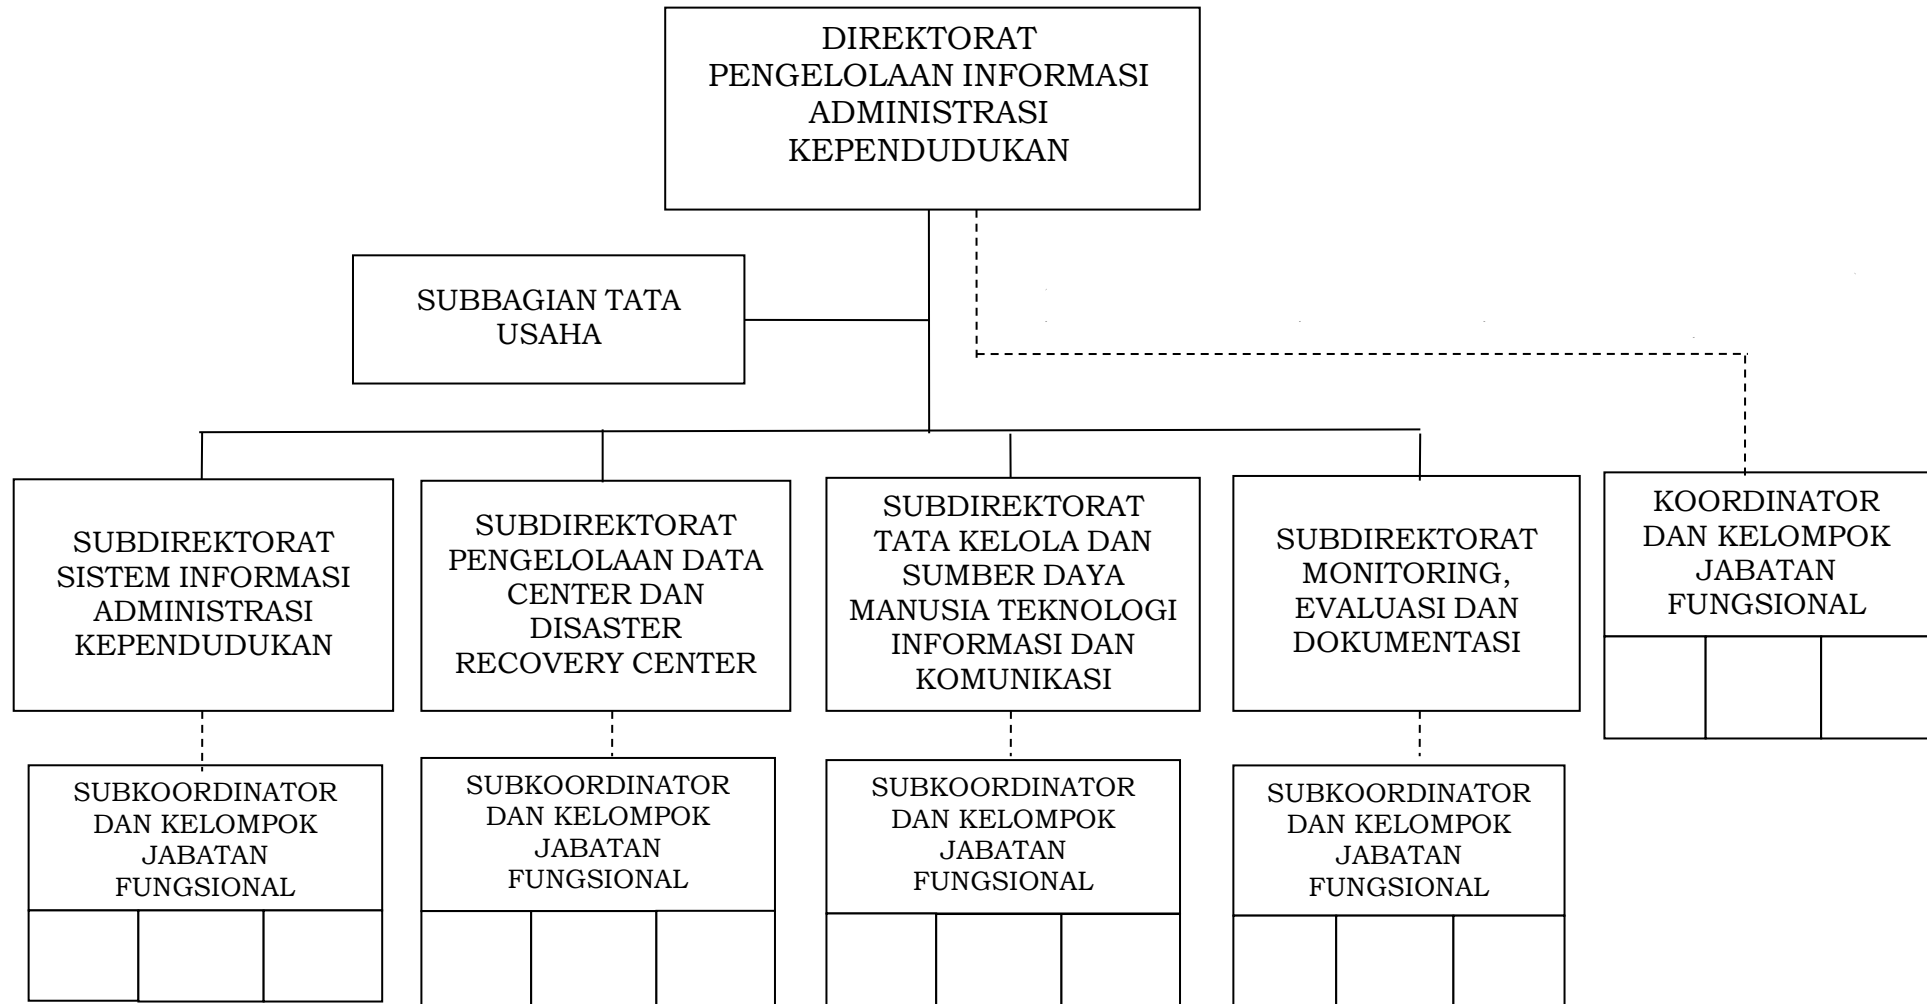 DIREKTORAT
PENGELOLAAN INFORMASI
ADMINISTRASI
KEPENDUDUKAN
SUBBAGIAN TATA
USAHA
SUBDIREKTORAT
SISTEM INFORMASI
ADMINISTRASI
KEPENDUDUKAN
SUBDIREKTORAT
PENGELOLAAN DATA
CENTER DAN
DISASTER
RECOVERY CENTER
SUBDIREKTORAT
TATA KELOLA DAN
SUMBER DAYA
MANUSIA TEKNOLOGI
INFORMASI DAN
KOMUNIKASI
SUBDIREKTORAT
MONITORING,
EVALUASI DAN
DOKUMENTASI
KOORDINATOR
DAN KELOMPOK
JABATAN
FUNGSIONAL
SUBKOORDINATOR
DAN KELOMPOK
JABATAN
FUNGSIONAL
SUBKOORDINATOR
DAN KELOMPOK
JABATAN
FUNGSIONAL
SUBKOORDINATOR
DAN KELOMPOK
JABATAN
FUNGSIONAL
SUBKOORDINATOR
DAN KELOMPOK
JABATAN
FUNGSIONAL